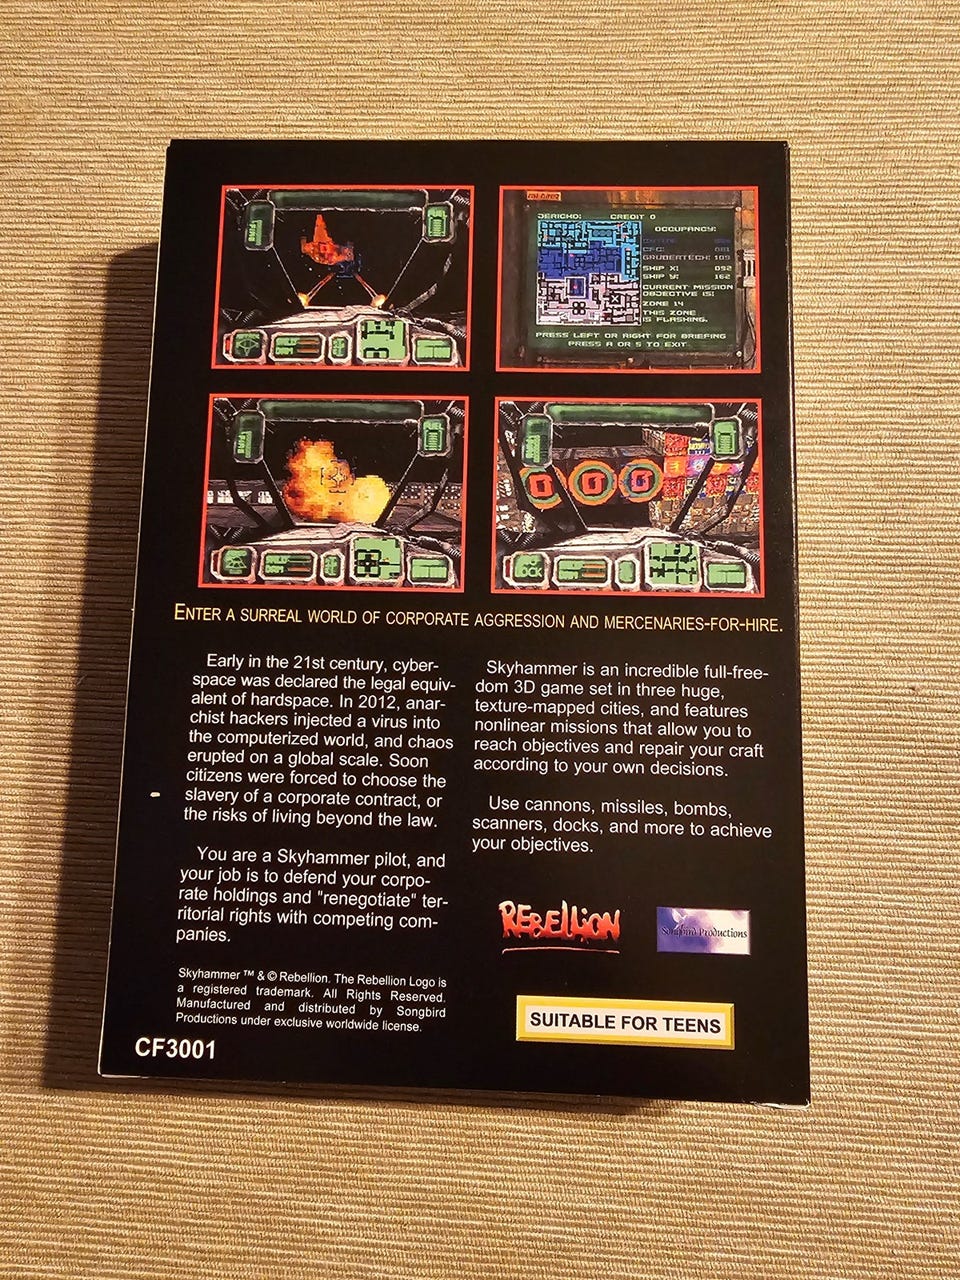 FUEL
JERICHO: CREDIT 0
OCCUPANCY:
CFC: 681
GRUBERTECH: 109
SHIP X: 092
SHIP Y: 162
CURRENT MISSION
OBJECTIVE IS:
ZONE 14
THIS ZONE
IS FLASHING.
PRESS LEFT OR RIGHT FOR BRIEFING
PRESS A OR 5 TO EXIT
FUEL
ENTER A SURREAL WORLD OF CORPORATE AGGRESSION AND MERCENARIES-FOR-HIRE.
Early in the 21st century, cyber-
space was declared the legal equiv-
alent of hardspace. In 2012, anar-
chist hackers injected a virus into
the computerized world, and chaos
erupted on a global scale. Soon
citizens were forced to choose the
slavery of a corporate contract, or
the risks of living beyond the law.
You are a Skyhammer pilot, and
your job is to defend your corpo-
rate holdings and "renegotiate" ter-
ritorial rights with competing com-
panies.
Skyhammer ™ & © Rebellion. The Rebellion Logo is
a registered trademark. All Rights Reserved.
Manufactured and distributed by Songbird
Productions under exclusive worldwide license.
CF3001
Skyhammer is an incredible full-free-
dom 3D game set in three huge,
texture-mapped cities, and features
nonlinear missions that allow you to
reach objectives and repair your craft
according to your own decisions.
Use cannons, missiles, bombs,
scanners, docks, and more to achieve
your objectives.
REBELLION
Songbird Productions
SUITABLE FOR TEENS